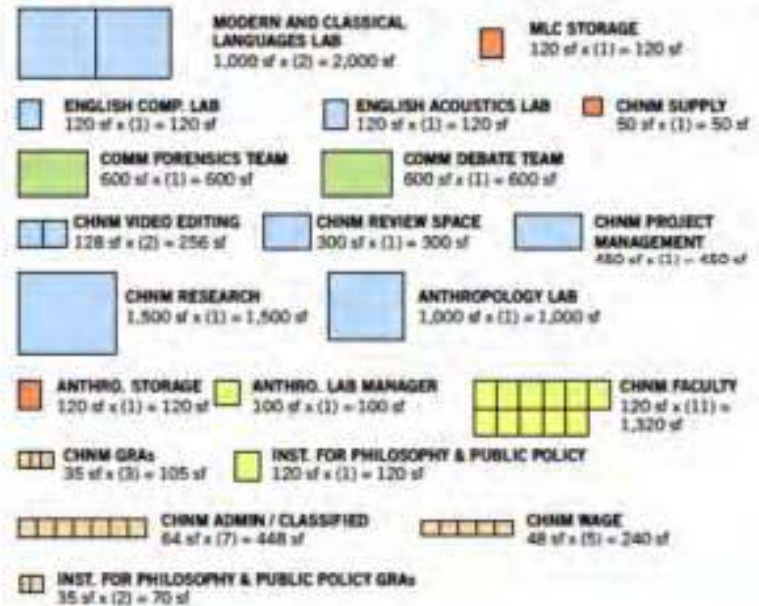 MODERN AND CLASSICAL
LANGUAGES LAB
1,000 sf x (2) = 2,000 sf
MLC STORAGE
120 sf x (1) = 120 sf
ENGLISH COMP. LAB
120 sf x (1) = 120 sf
ENGLISH ACOUSTICS LAB
120 sf x (1) = 120 sf
CHNM SUPPLY
50 sf x (1) = 50 sf
COMM FORENSICS TEAM
600 sf x (1) = 600 sf
COMM DEBATE TEAM
600 sf x (1) = 600 sf
CHNM VIDEO EDITING
128 sf x (2) = 256 sf
CHNM REVIEW SPACE
300 sf x (1) = 300 sf
CHNM PROJECT
MANAGEMENT
sf x (1) = sf
CHNM RESEARCH
1,500 sf x (1) = 1,500 sf
ANTHROPOLOGY LAB
1,000 sf x (1) = 1,000 sf
ANTHRO. STORAGE
120 sf x (1) = 120 sf
ANTHRO. LAB MANAGER
100 sf x (1) = 100 sf
CHNM FACULTY
120 sf x (11) =
1,320 sf
CHNM GRAs
35 sf x (3) = 105 sf
INST. FOR PHILOSOPHY & PUBLIC POLICY
120 sf x (1) = 120 sf
CHNM ADMIN / CLASSIFIED
64 sf x (7) = 448 sf
CHNM WAGE
48 sf x (5) = 240 sf
INST. FOR PHILOSOPHY & PUBLIC POLICY GRAs
35 sf x (2) = 70 sf